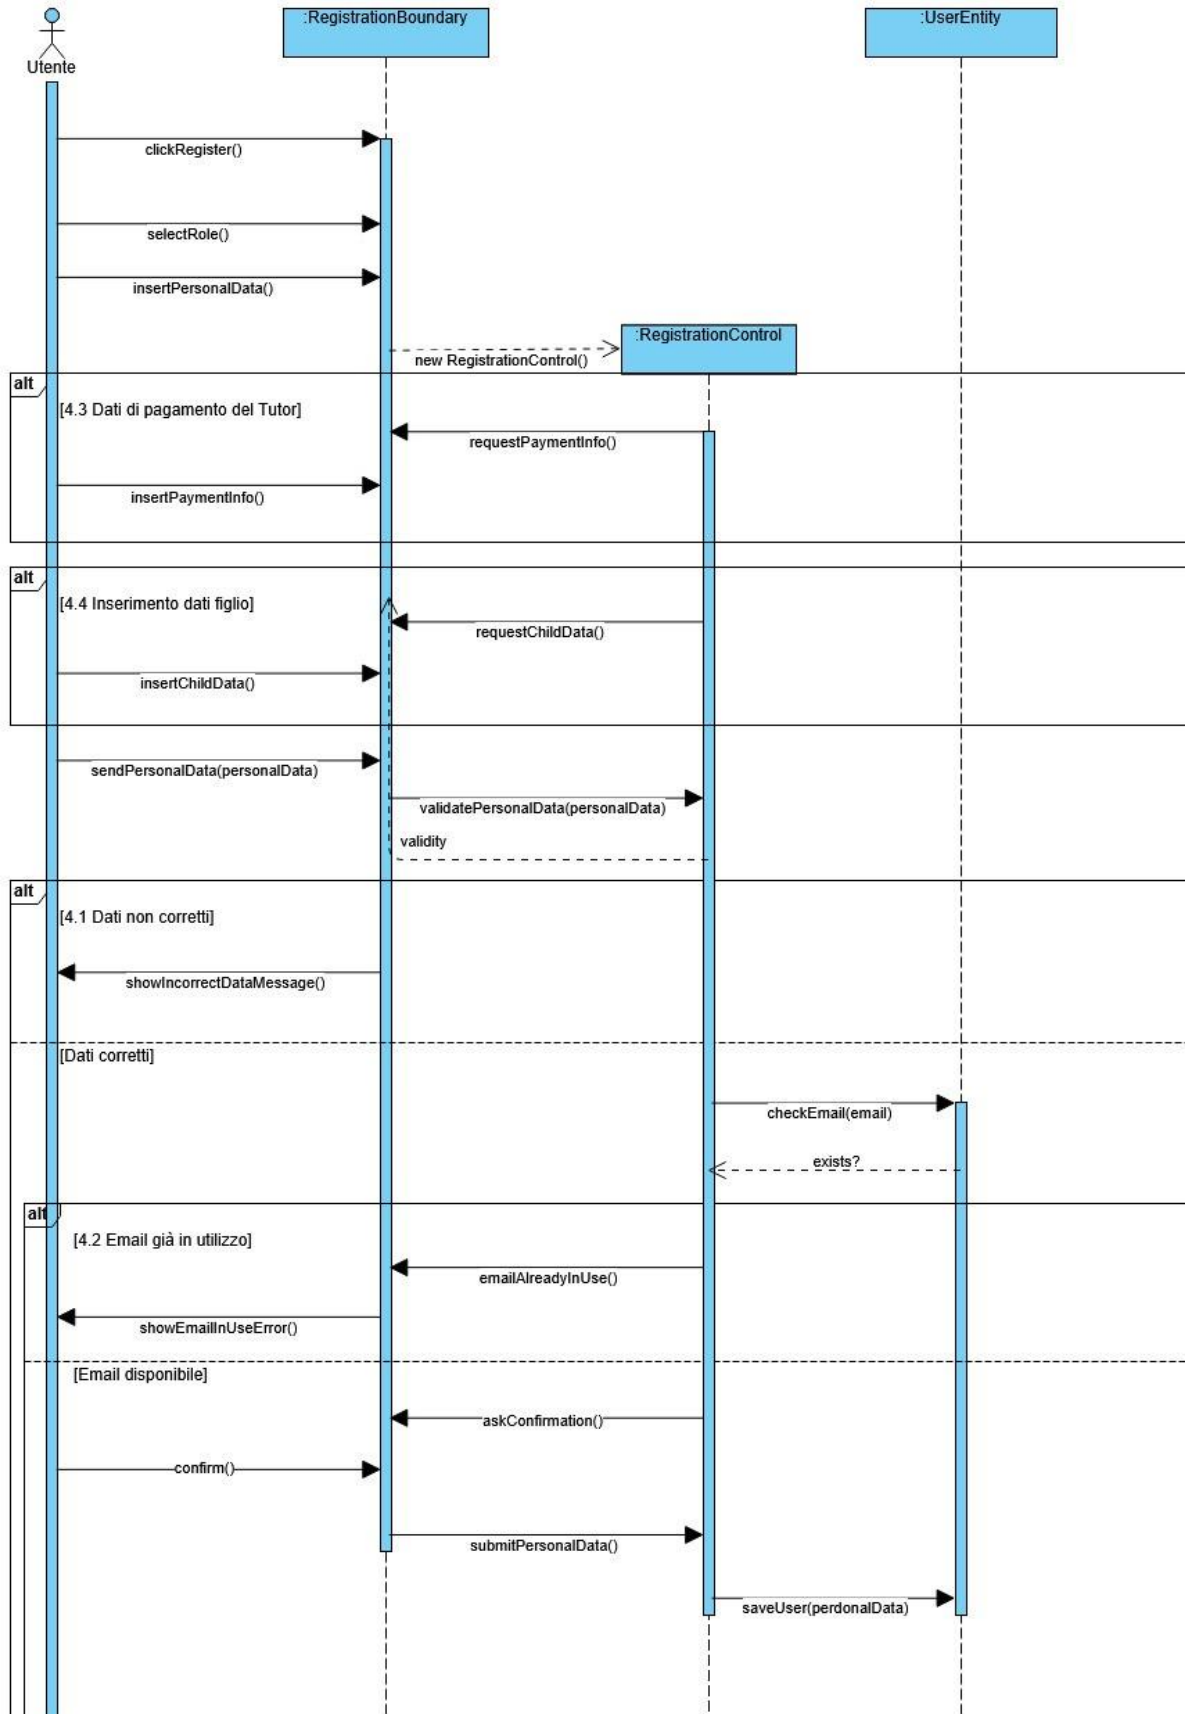 :RegistrationBoundary
:UserEntity
Utente
clickRegister()
selectRole()
insertPersonalData()
:RegistrationControl
new RegistrationControl()
alt
[4.3 Dati di pagamento del Tutor]
requestPaymentInfo()
insertPaymentInfo()
alt
[4.4 Inserimento dati figlio]
requestChildData()
insertChildData()
sendPersonalData(personalData)
validatePersonalData(personalData)
validity
alt
[4.1 Dati non corretti]
showIncorrectDataMessage()
[Dati corretti]
checkEmail(email)
exists?
alt
[4.2 Email già in utilizzo]
emailAlreadyInUse()
showEmailInUseError()
[Email disponibile]
askConfirmation()
confirm()
submitPersonalData()
saveUser(perdonalData)